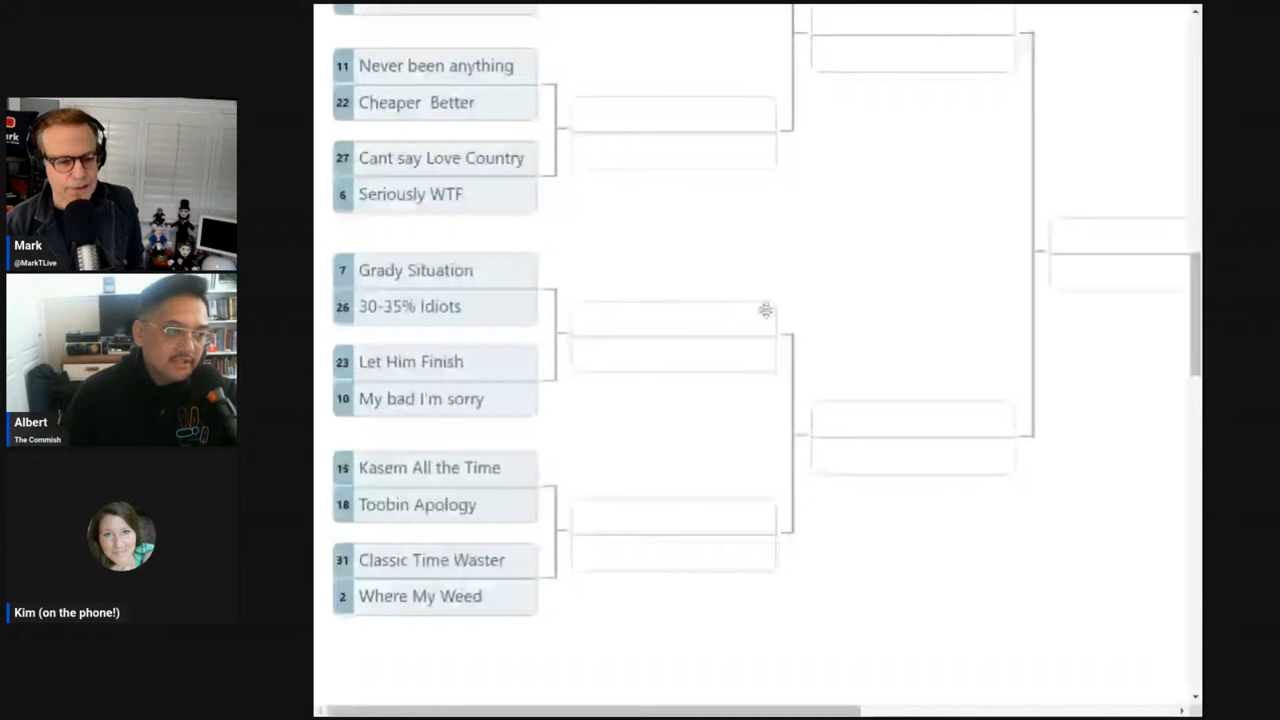 11 Never been anything
22 Cheaper Better
27 Cant say Love Country
6 Seriously WTF
7 Grady Situation
26 30-35% Idiots
23 Let Him Finish
10 My bad I'm sorry
15 Kasem All the Time
18 Toobin Apology
31 Classic Time Waster
2 Where My Weed
Mark
@MarkTLive
Albert
The Commish
Kim (on the phone!)